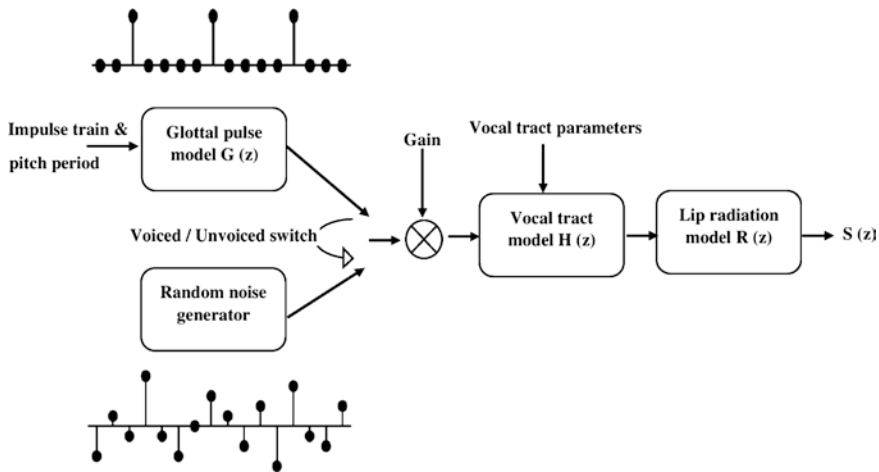 Impulse train &
pitch period
Glottal pulse
model G (z)
Voiced / Unvoiced switch
Random noise
generator
Gain
Vocal tract parameters
Vocal tract
model H (z)
Lip radiation
model R (z)
S (z)